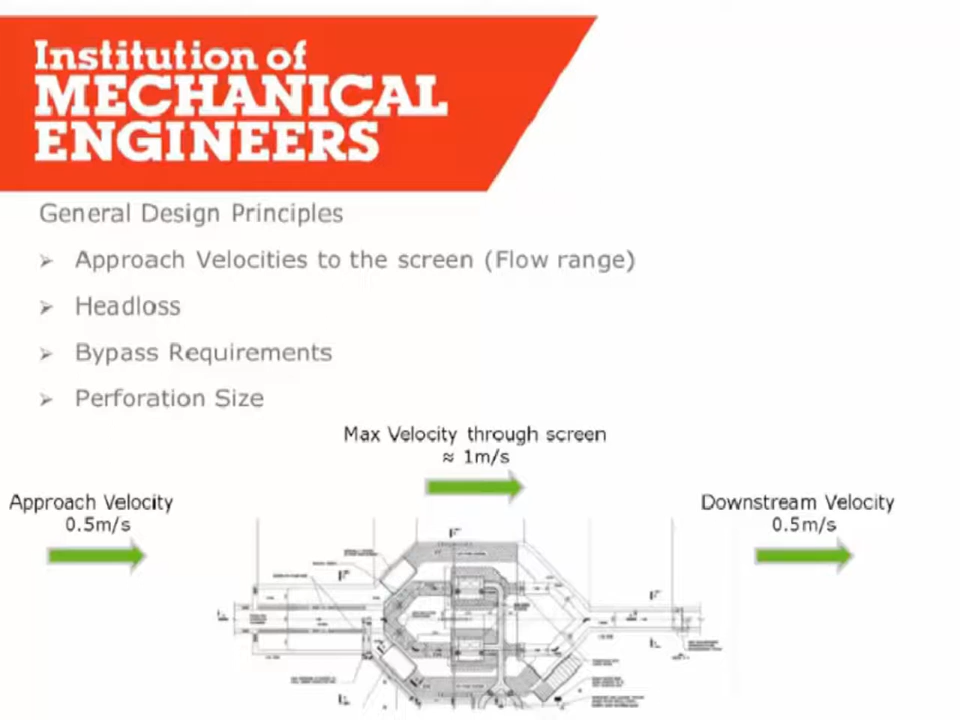 Institution of
MECHANICAL
ENGINEERS
General Design Principles
➢ Approach Velocities to the screen (Flow range)
➢ Headloss
➢ Bypass Requirements
➢ Perforation Size
Max Velocity through screen
≈ 1m/s
Approach Velocity
0.5m/s
Downstream Velocity
0.5m/s